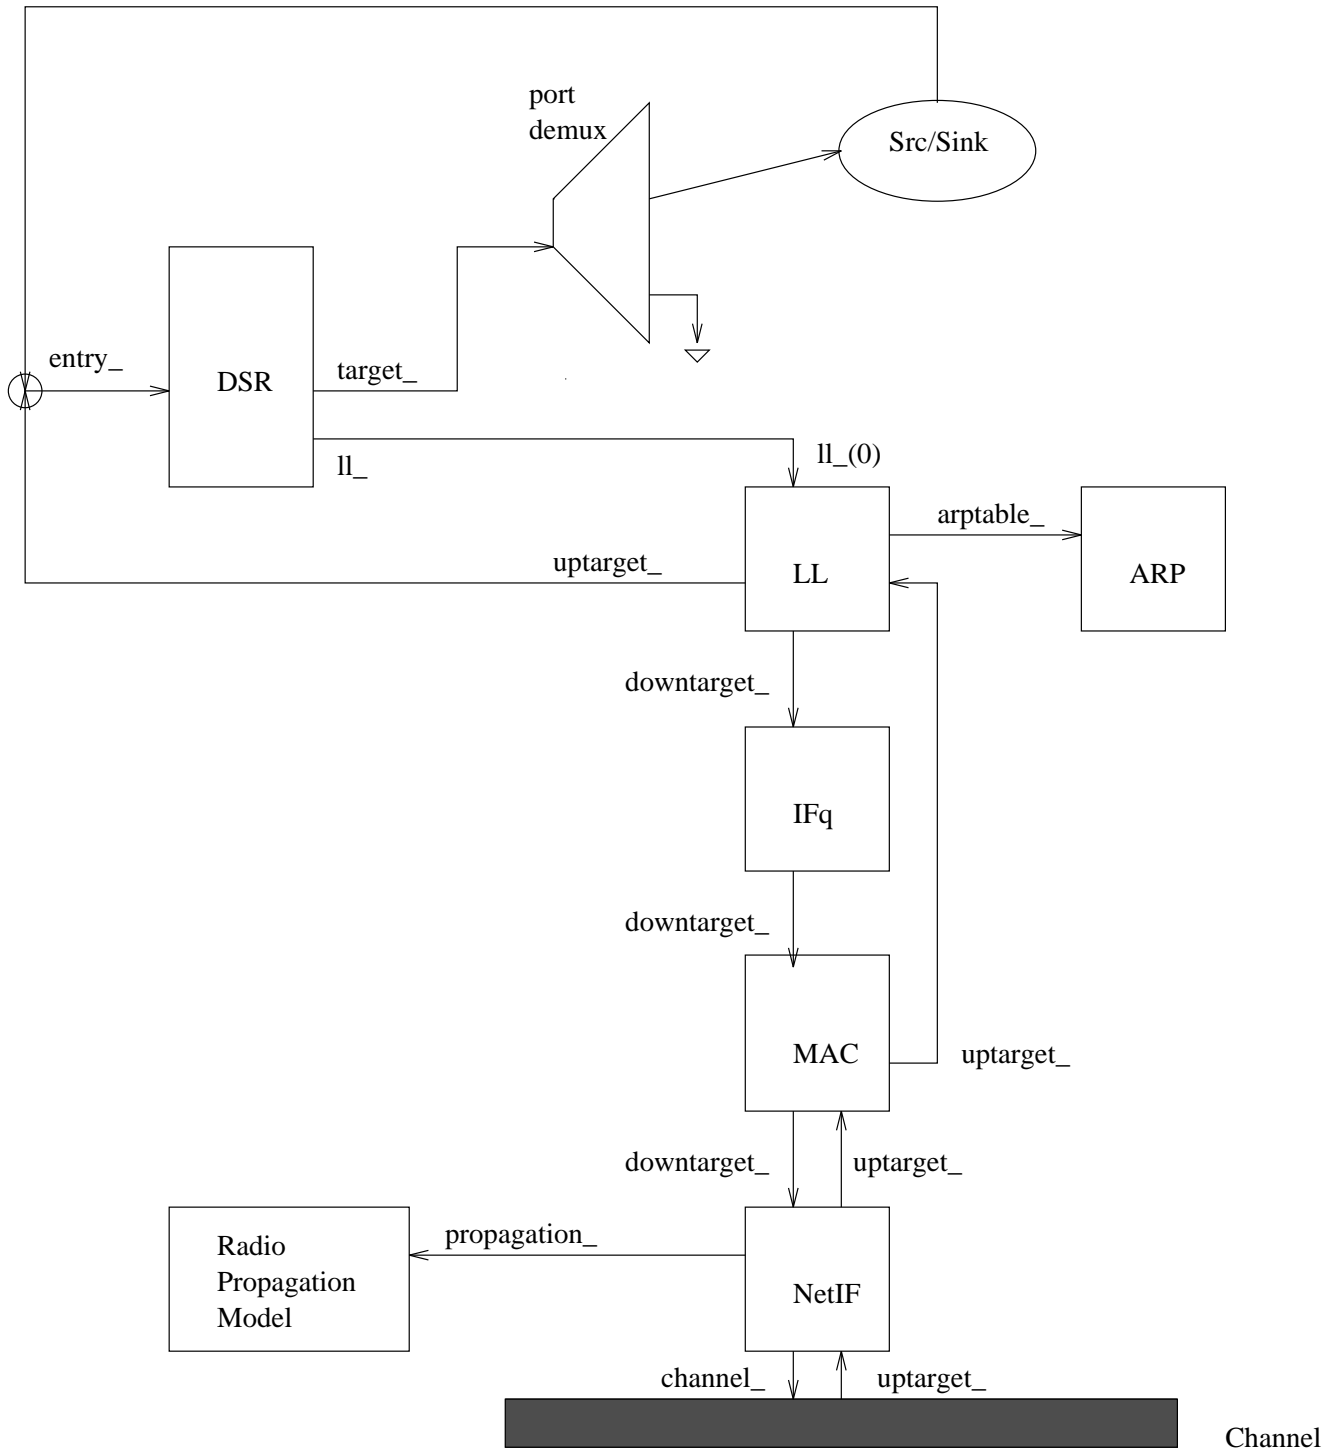 port
demux
Src/Sink
entry_
DSR
target_
ll_
ll_(0)
arptable_
uptarget_
LL
ARP
downtarget_
IFq
downtarget_
MAC
uptarget_
downtarget_
uptarget_
Radio
Propagation
Model
propagation_
NetIF
channel_
uptarget_
Channel